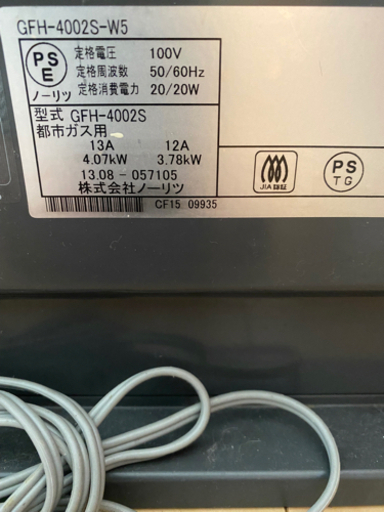 GFH-4002S-W5
PS E
ノーリツ
定格電圧 100V
定格周波数 50/60Hz
定格消費電力 20/20W
型式 GFH-4002S
都市ガス用
13A 12A
4.07kW 3.78kW
13.08-057105
株式会社ノーリツ
CF15 09935
JIA認証
PS TG